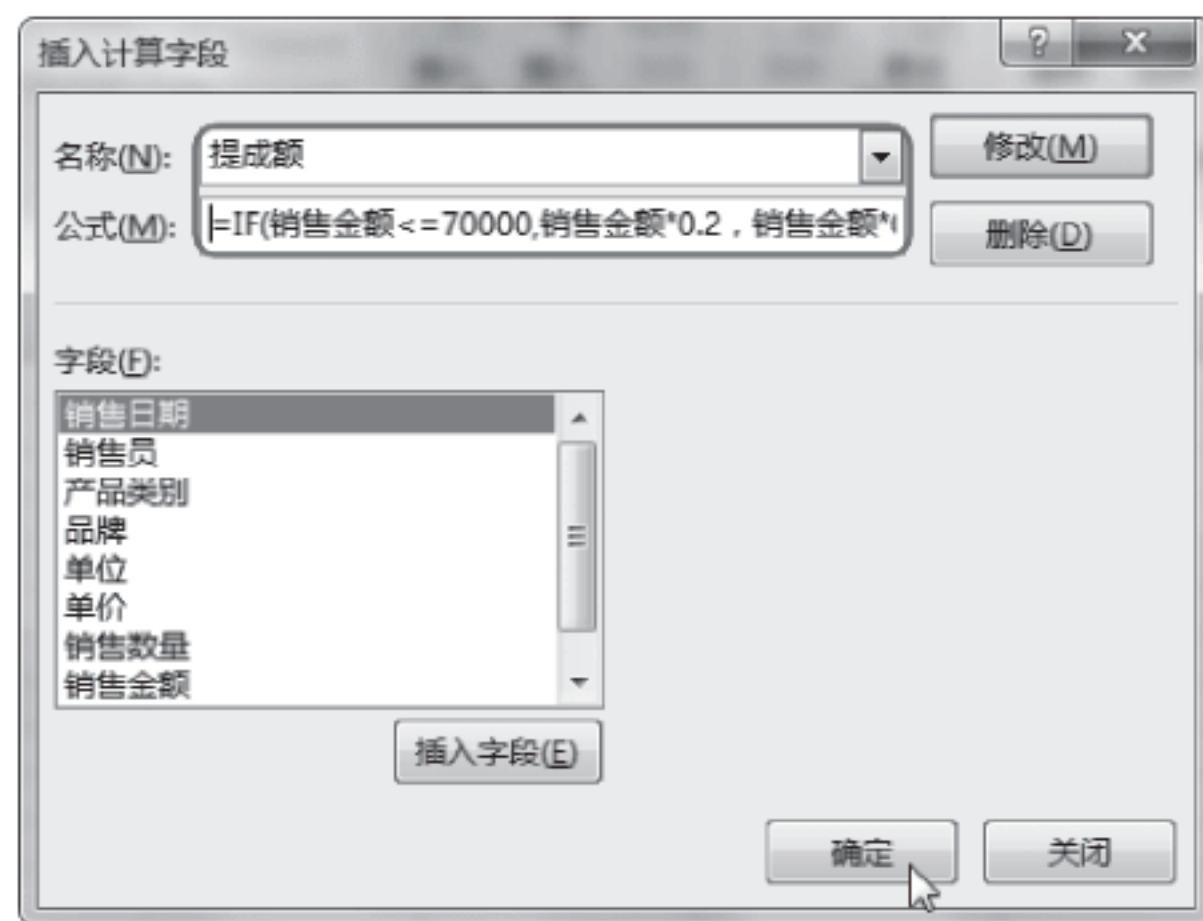 插入计算字段
名称(N): 提成额 修改(M)
公式(M): =IF(销售金额<=70000,销售金额*0.2，销售金额*( 删除(D)
字段(F):
销售日期
销售员
产品类别
品牌
单位
单价
销售数量
销售金额
插入字段(E)
确定 关闭